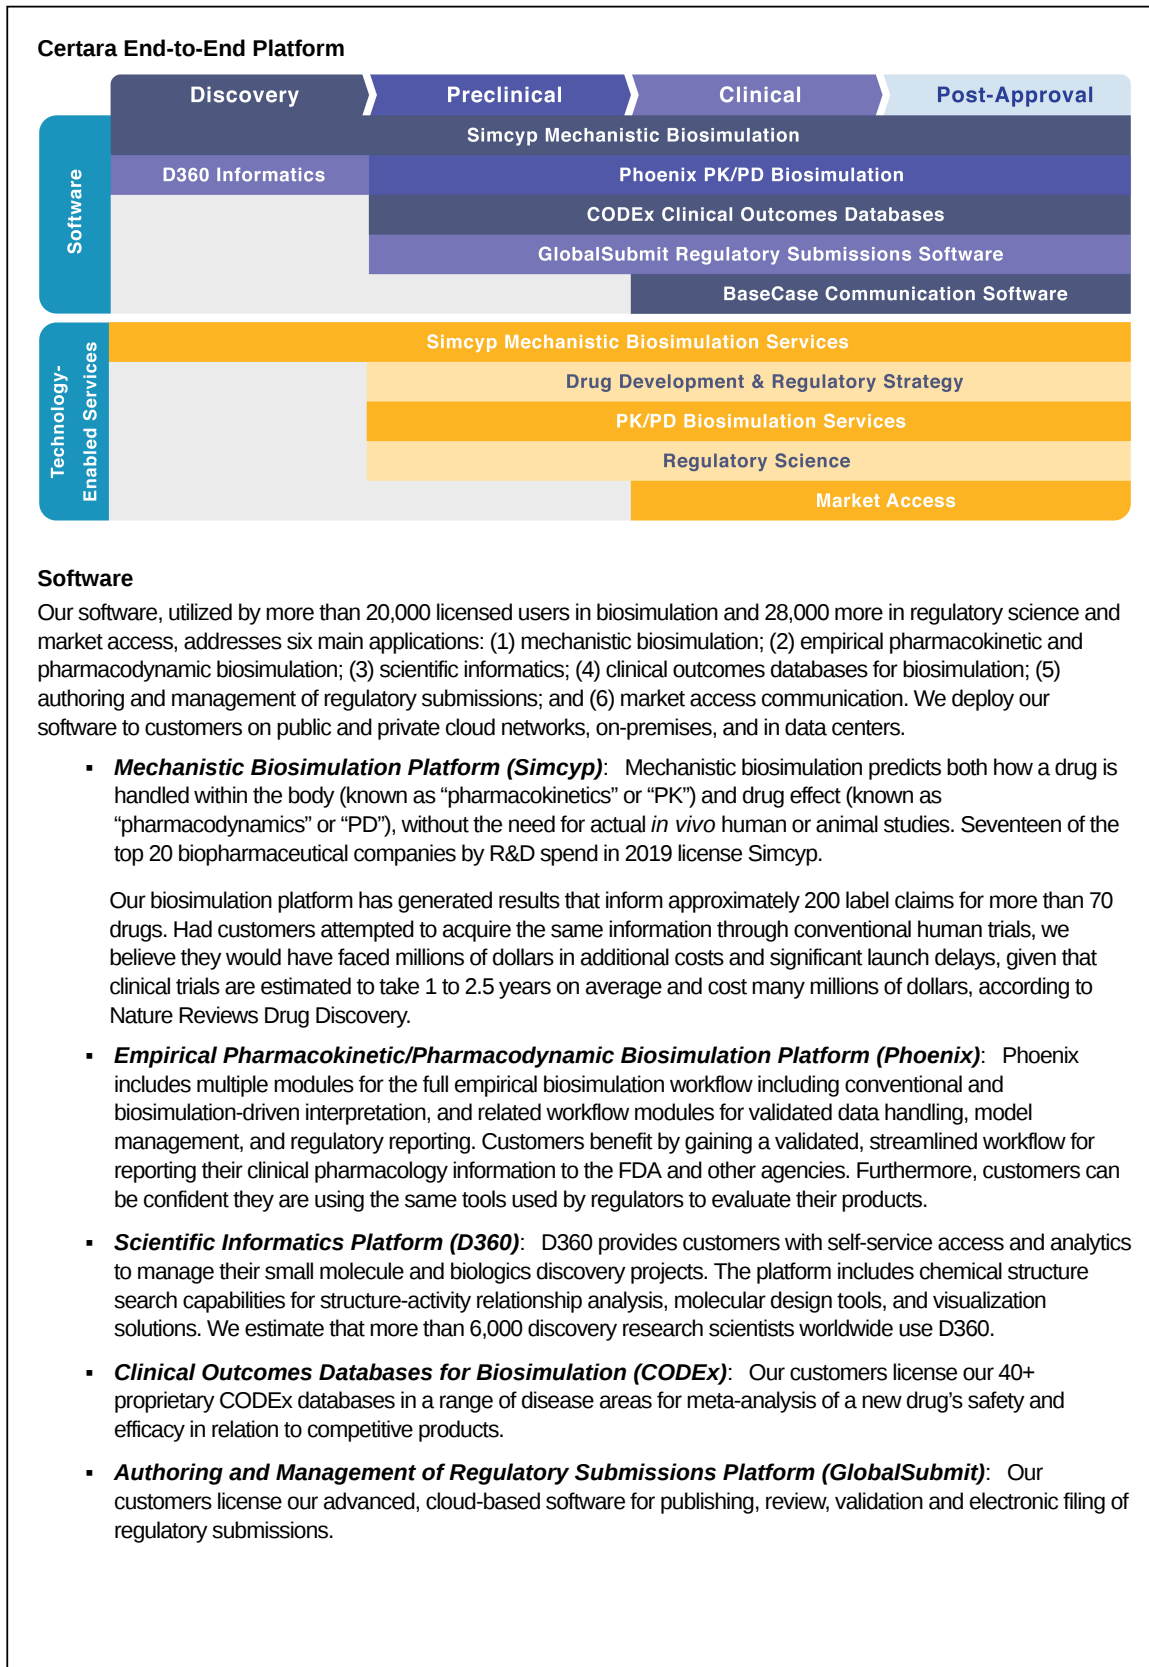 Certara End-to-End Platform
Discovery
Preclinical
Clinical
Post-Approval
Software
Simcyp Mechanistic Biosimulation
D360 Informatics
Phoenix PK/PD Biosimulation
CODEx Clinical Outcomes Databases
GlobalSubmit Regulatory Submissions Software
BaseCase Communication Software
Technology-
Enabled Services
Simcyp Mechanistic Biosimulation Services
Drug Development & Regulatory Strategy
PK/PD Biosimulation Services
Regulatory Science
Market Access
Software
Our software, utilized by more than 20,000 licensed users in biosimulation and 28,000 more in regulatory science and
market access, addresses six main applications: (1) mechanistic biosimulation; (2) empirical pharmacokinetic and
pharmacodynamic biosimulation; (3) scientific informatics; (4) clinical outcomes databases for biosimulation; (5)
authoring and management of regulatory submissions; and (6) market access communication. We deploy our
software to customers on public and private cloud networks, on-premises, and in data centers.
▪ Mechanistic Biosimulation Platform (Simcyp): Mechanistic biosimulation predicts both how a drug is
handled within the body (known as “pharmacokinetics” or “PK”) and drug effect (known as
“pharmacodynamics” or “PD”), without the need for actual in vivo human or animal studies. Seventeen of the
top 20 biopharmaceutical companies by R&D spend in 2019 license Simcyp.
Our biosimulation platform has generated results that inform approximately 200 label claims for more than 70
drugs. Had customers attempted to acquire the same information through conventional human trials, we
believe they would have faced millions of dollars in additional costs and significant launch delays, given that
clinical trials are estimated to take 1 to 2.5 years on average and cost many millions of dollars, according to
Nature Reviews Drug Discovery.
▪ Empirical Pharmacokinetic/Pharmacodynamic Biosimulation Platform (Phoenix): Phoenix
includes multiple modules for the full empirical biosimulation workflow including conventional and
biosimulation-driven interpretation, and related workflow modules for validated data handling, model
management, and regulatory reporting. Customers benefit by gaining a validated, streamlined workflow for
reporting their clinical pharmacology information to the FDA and other agencies. Furthermore, customers can
be confident they are using the same tools used by regulators to evaluate their products.
▪ Scientific Informatics Platform (D360): D360 provides customers with self-service access and analytics
to manage their small molecule and biologics discovery projects. The platform includes chemical structure
search capabilities for structure-activity relationship analysis, molecular design tools, and visualization
solutions. We estimate that more than 6,000 discovery research scientists worldwide use D360.
▪ Clinical Outcomes Databases for Biosimulation (CODEx): Our customers license our 40+
proprietary CODEx databases in a range of disease areas for meta-analysis of a new drug’s safety and
efficacy in relation to competitive products.
▪ Authoring and Management of Regulatory Submissions Platform (GlobalSubmit): Our
customers license our advanced, cloud-based software for publishing, review, validation and electronic filing of
regulatory submissions.